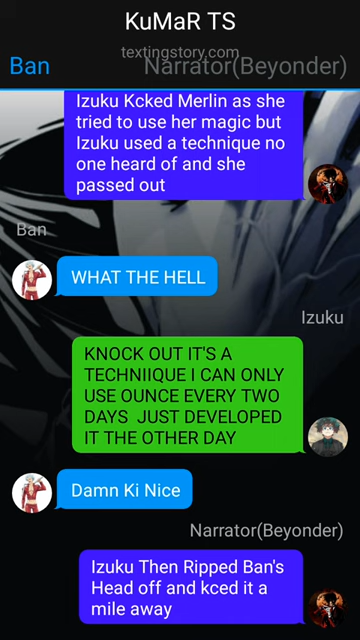 KuMaR TS
textingstory.com
Ban
Narrator(Beyonder)
Izuku Kcked Merlin as she
tried to use her magic but
Izuku used a technique no
one heard of and she
passed out
Ban
WHAT THE HELL
Izuku
KNOCK OUT IT'S A
TECHNIIQUE I CAN ONLY
USE OUNCE EVERY TWO
DAYS JUST DEVELOPED
IT THE OTHER DAY
Damn Ki Nice
Narrator(Beyonder)
Izuku Then Ripped Ban's
Head off and kced it a
mile away